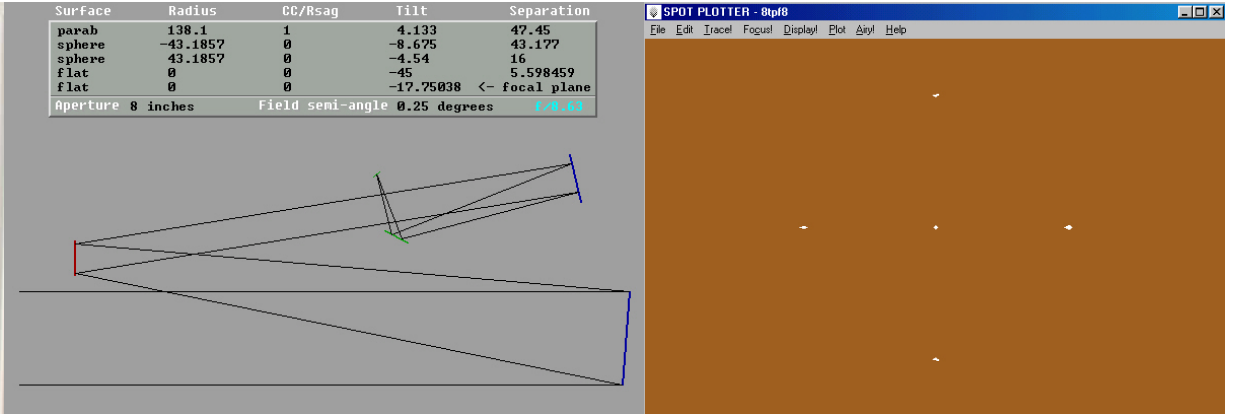 Surface Radius CC/Rsag Tilt Separation
parab 138.1 1 4.133 47.45
sphere -43.1857 0 -8.675 43.177
sphere 43.1857 0 -4.54 16
flat 0 0 -45 5.598459
flat 0 0 -17.75038 <- focal plane
Aperture 8 inches Field semi-angle 0.25 degrees f/8.63
SPOT PLOTTER - 8tpf8
File Edit Trace! Focus! Display! Plot Airy! Help